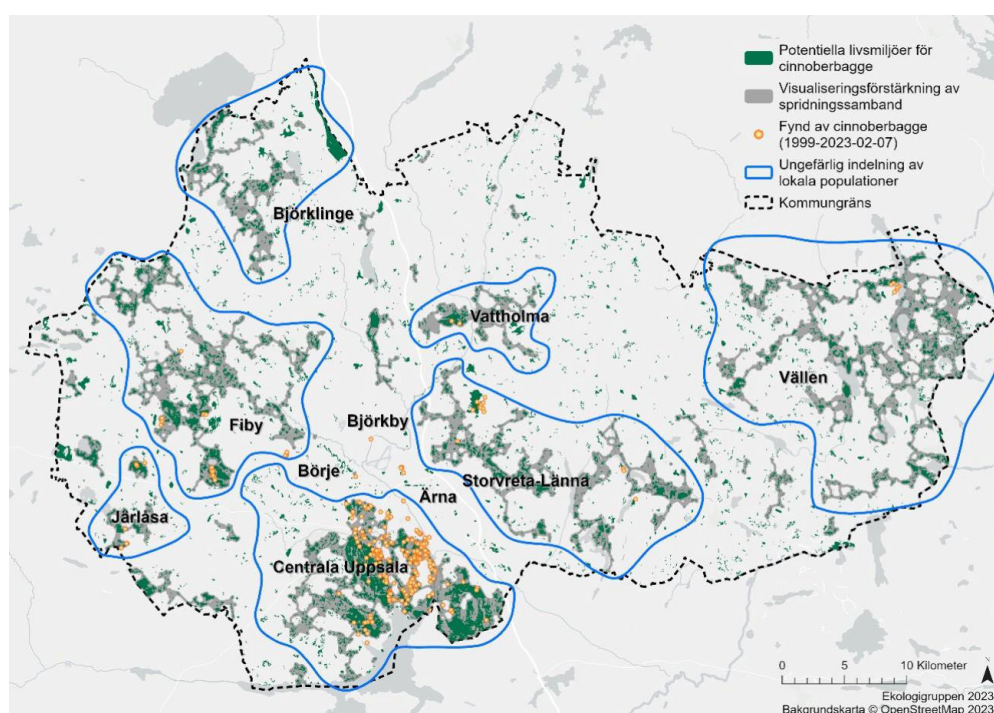 Potentiella livsmiljöer för
cinnoberbagge
Visualiseringsförstärkning av
spridningssamband
Fynd av cinnoberbagge
(1999-2023-02-07)
Ungefärlig indelning av
lokala populationer
Kommungräns
Björklinge
Vattholma
Vällen
Fiby
Björkby
Börje
Storvreta-Länna
Ärna
Jårlåsa
Centrala Uppsala
0 5 10 Kilometer
N
Ekologigruppen 2023
Bakgrundskarta © OpenStreetMap 2023